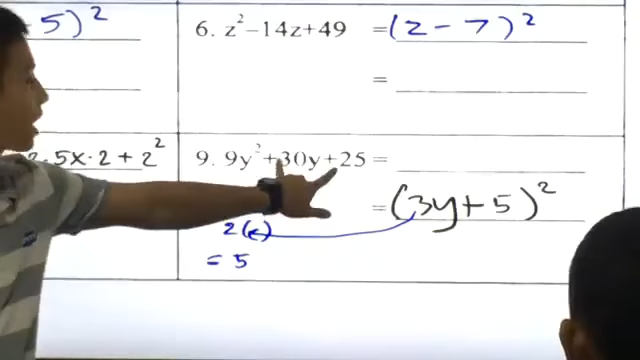 5)²
6. z²−14z+49 = (z − 7)²
=
5x·2 + 2²
9. 9y²+30y+25 =
= (3y+5)²
2( )
= 5